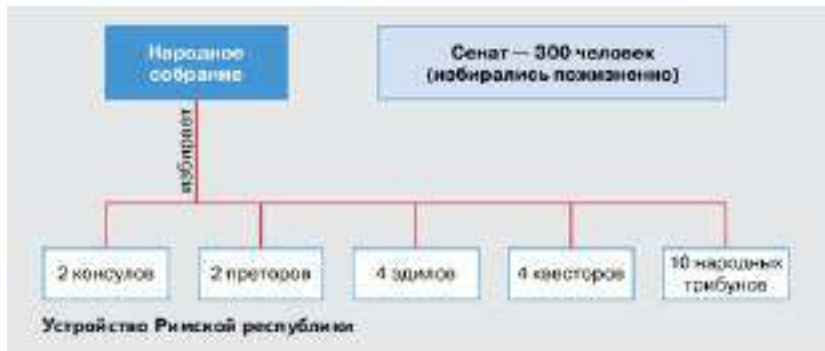 Народное
собрание
Сенат — 300 человек
(избирались пожизненно)
избирает
2 консулов
2 преторов
4 эдилов
4 квесторов
10 народных
трибунов
Устройство Римской республики